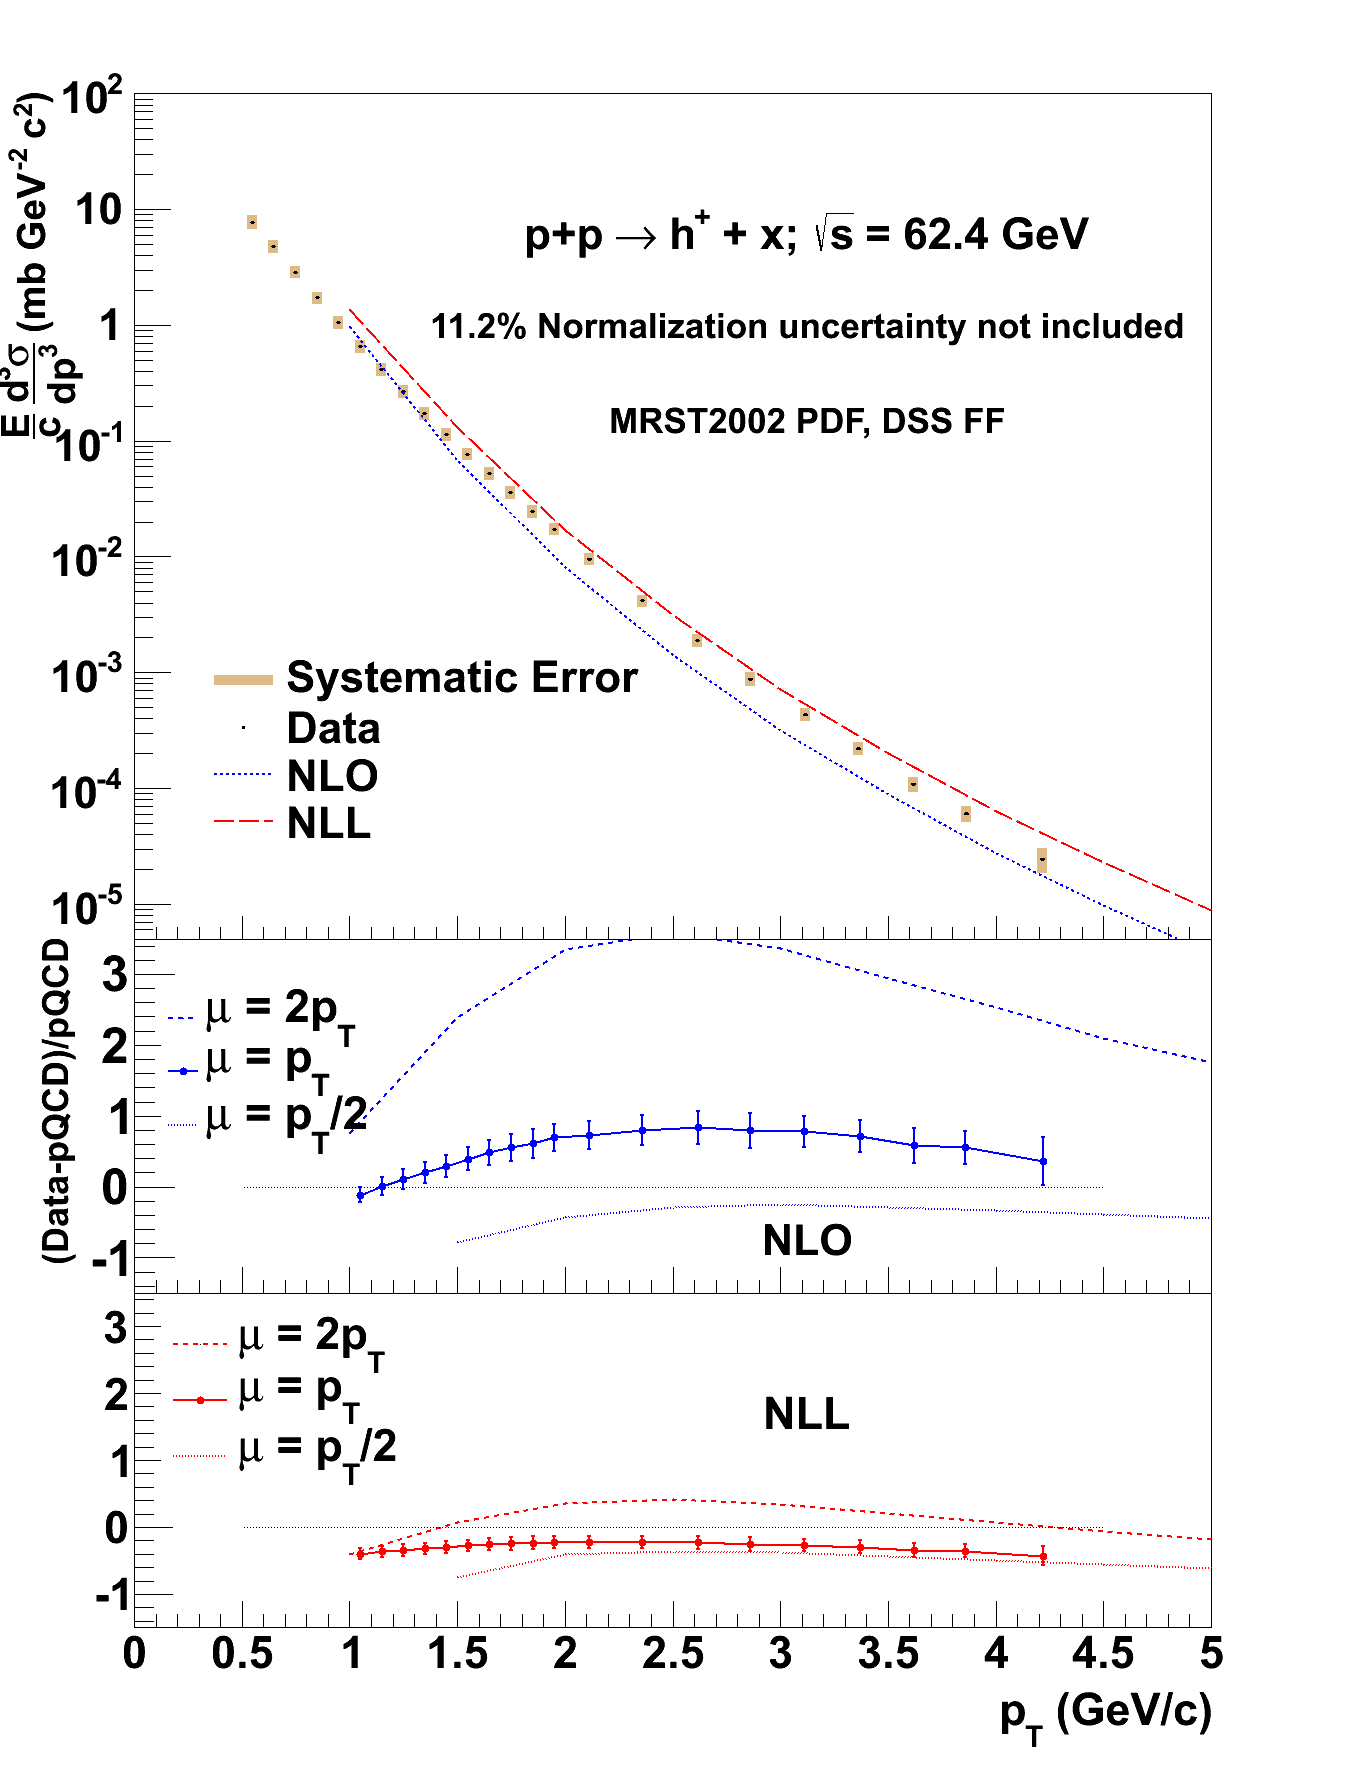 E/c d³σ/dp³ (mb GeV⁻² c²)
10²
10
1
10⁻¹
10⁻²
10⁻³
10⁻⁴
10⁻⁵
p+p → h⁺ + x; √s = 62.4 GeV
11.2% Normalization uncertainty not included
MRST2002 PDF, DSS FF
Systematic Error
Data
NLO
NLL
(Data-pQCD)/pQCD
3
2
1
0
-1
μ = 2p_T
μ = p_T
μ = p_T/2
NLO
3
2
1
0
-1
μ = 2p_T
μ = p_T
μ = p_T/2
NLL
0 0.5 1 1.5 2 2.5 3 3.5 4 4.5 5
p_T (GeV/c)